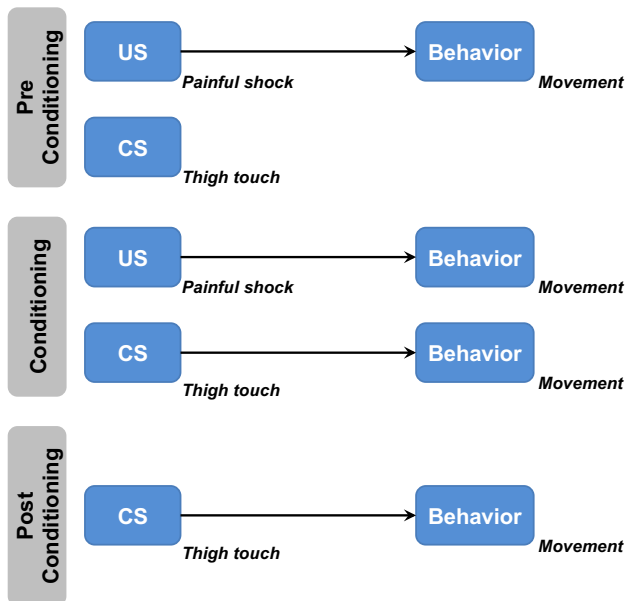 Pre
Conditioning
US
Painful shock
Behavior
Movement
CS
Thigh touch
Conditioning
US
Painful shock
Behavior
Movement
CS
Thigh touch
Behavior
Movement
Post
Conditioning
CS
Thigh touch
Behavior
Movement